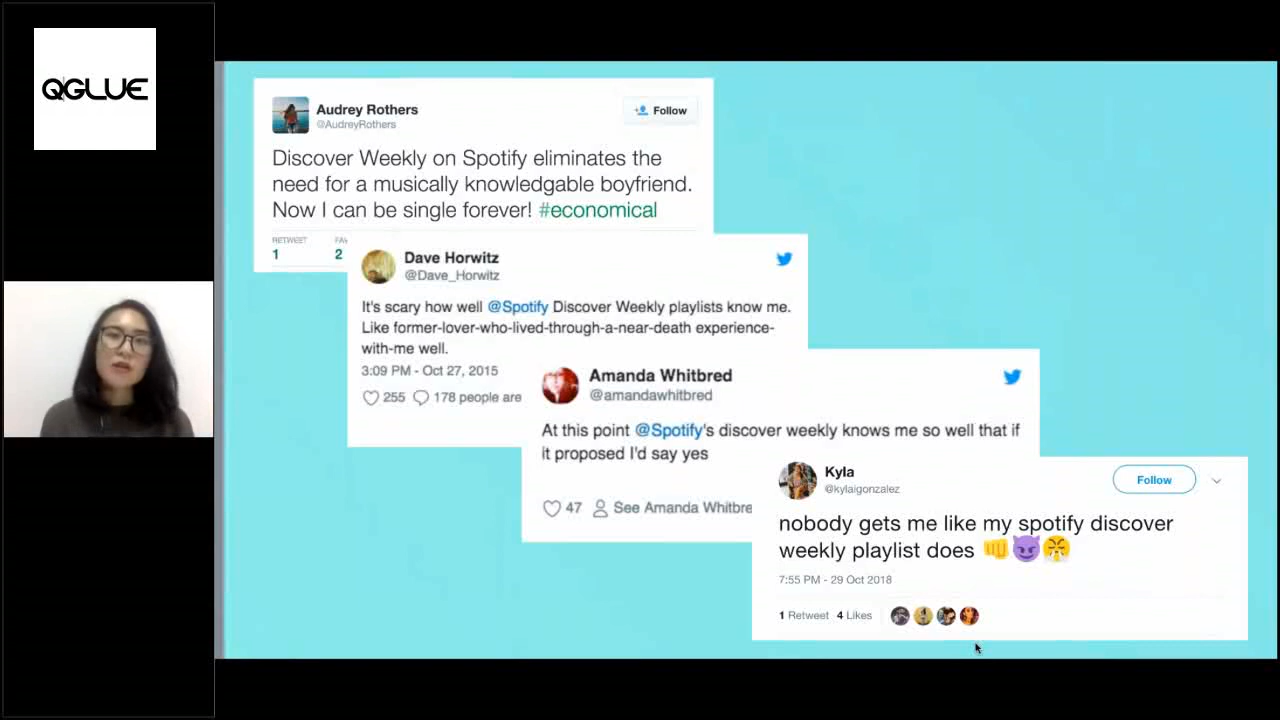 QGLUE
Audrey Rothers
@AudreyRothers
Follow
Discover Weekly on Spotify eliminates the
need for a musically knowledgable boyfriend.
Now I can be single forever! #economical
RETWEET
1
2
Dave Horwitz
@Dave_Horwitz
It's scary how well @Spotify Discover Weekly playlists know me.
Like former-lover-who-lived-through-a-near-death experience-
with-me well.
3:09 PM - Oct 27, 2015
255 178 people are
Amanda Whitbred
@amandawhitbred
At this point @Spotify's discover weekly knows me so well that if
it proposed I'd say yes
47 See Amanda Whitbre
Kyla
@kylaigonzalez
Follow
nobody gets me like my spotify discover
weekly playlist does 👊😈😤
7:55 PM - 29 Oct 2018
1 Retweet 4 Likes